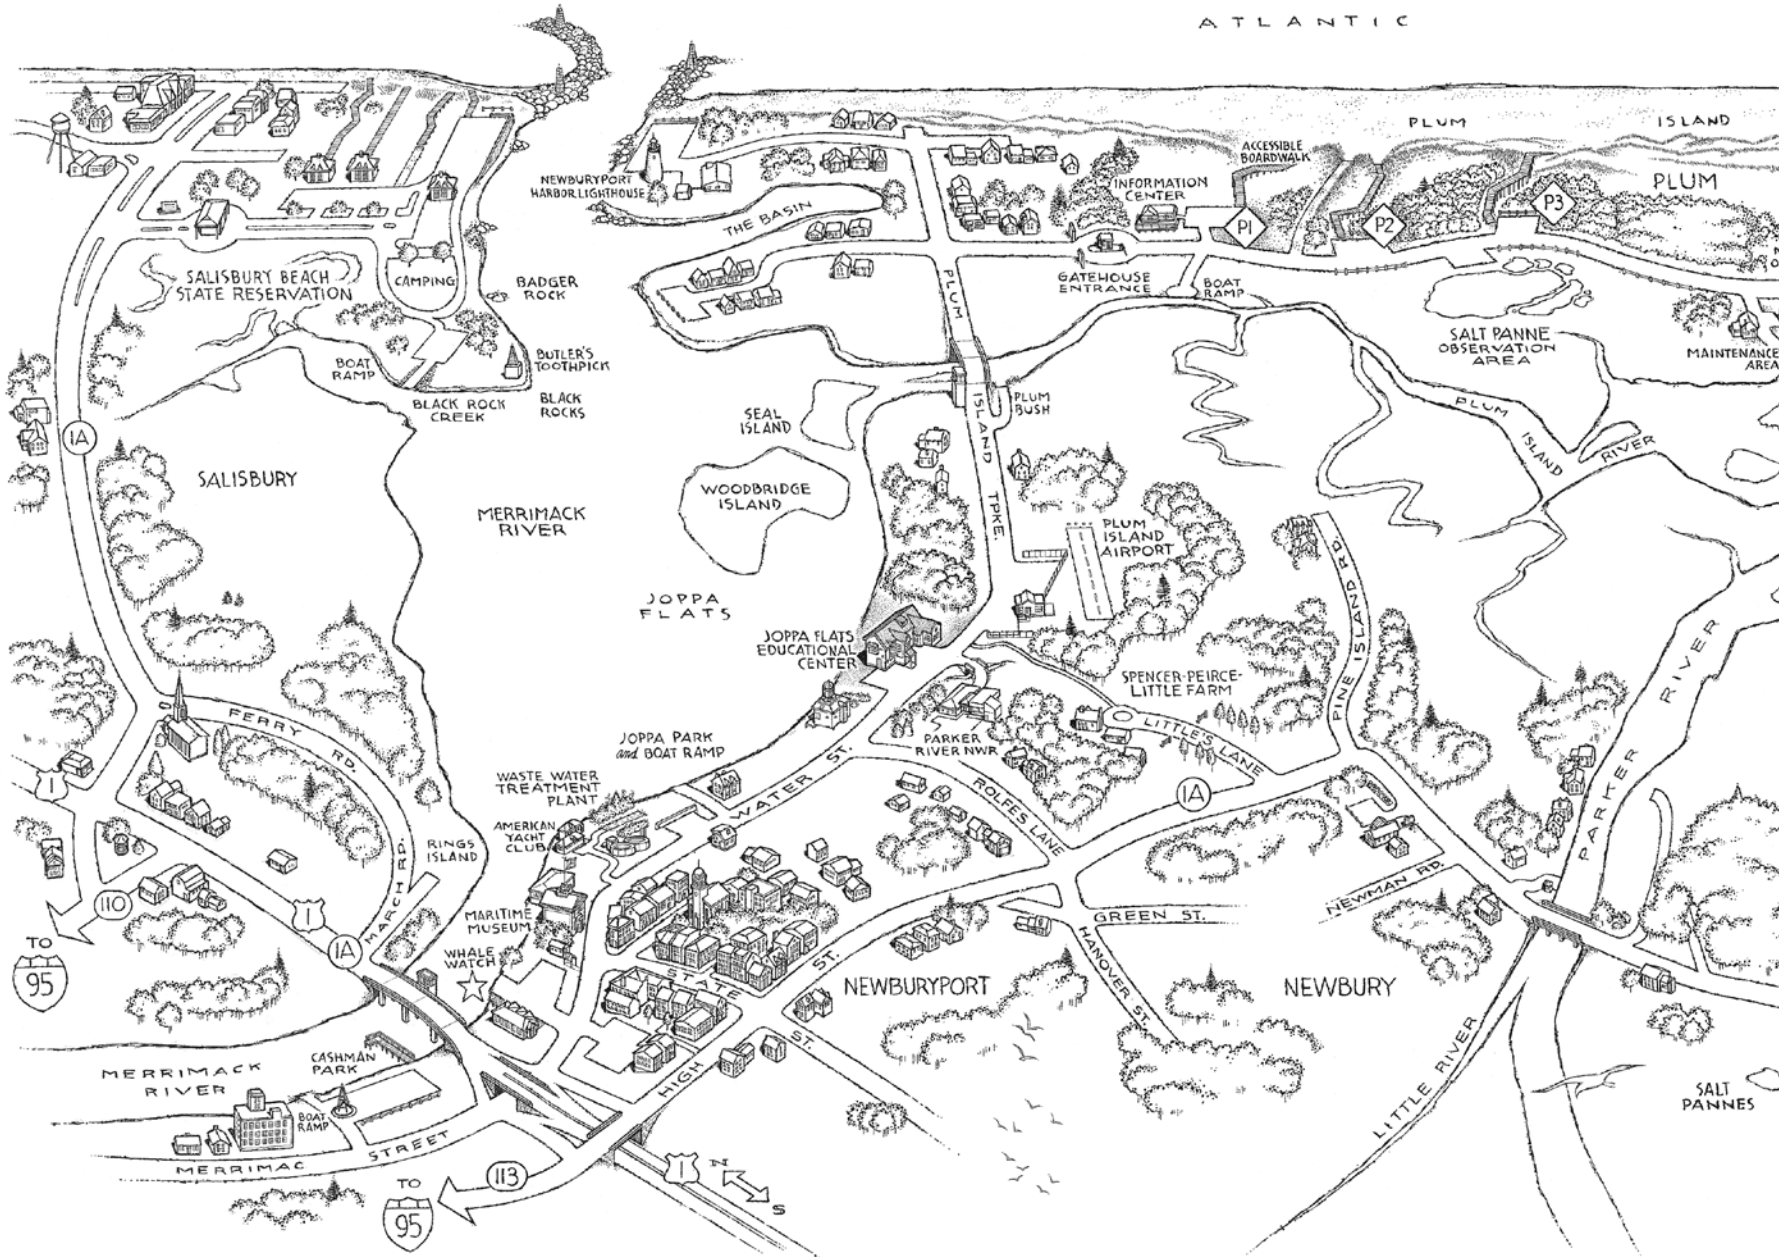 ATLANTIC
PLUM ISLAND
ACCESSIBLE
BOARDWALK
NEWBURYPORT
HARBOR LIGHTHOUSE
INFORMATION
CENTER
PLUM
P1
P2
P3
THE BASIN
SALISBURY BEACH
STATE RESERVATION
CAMPING
BADGER
ROCK
GATEHOUSE
ENTRANCE
BOAT
RAMP
SALT PANNE
OBSERVATION
AREA
MAINTENANCE
AREA
BOAT
RAMP
BUTLER'S
TOOTHPICK
BLACK ROCK
CREEK
BLACK
ROCKS
SEAL
ISLAND
PLUM ISLAND TPKE.
PLUM
BUSH
PLUM ISLAND RIVER
1A
SALISBURY
MERRIMACK
RIVER
WOODBRIDGE
ISLAND
PLUM
ISLAND
AIRPORT
PINE ISLAND RD.
JOPPA
FLATS
JOPPA FLATS
EDUCATIONAL
CENTER
SPENCER-PEIRCE-
LITTLE FARM
PARKER RIVER
FERRY RD.
LITTLE'S LANE
PARKER
RIVER NWR
JOPPA PARK
and BOAT RAMP
WATER ST.
ROLFES LANE
1A
1
WASTE WATER
TREATMENT
PLANT
AMERICAN
YACHT
CLUB
RINGS
ISLAND
MARCH RD.
110
TO
95
1
1A
MARITIME
MUSEUM
WHALE
WATCH
STATE ST.
HIGH ST.
NEWBURYPORT
GREEN ST.
HANOVER ST.
NEWMAN RD.
NEWBURY
PARKER RIVER
LITTLE RIVER
SALT
PANNES
MERRIMACK
RIVER
CASHMAN
PARK
BOAT
RAMP
MERRIMAC STREET
113
TO
95
1
N
S